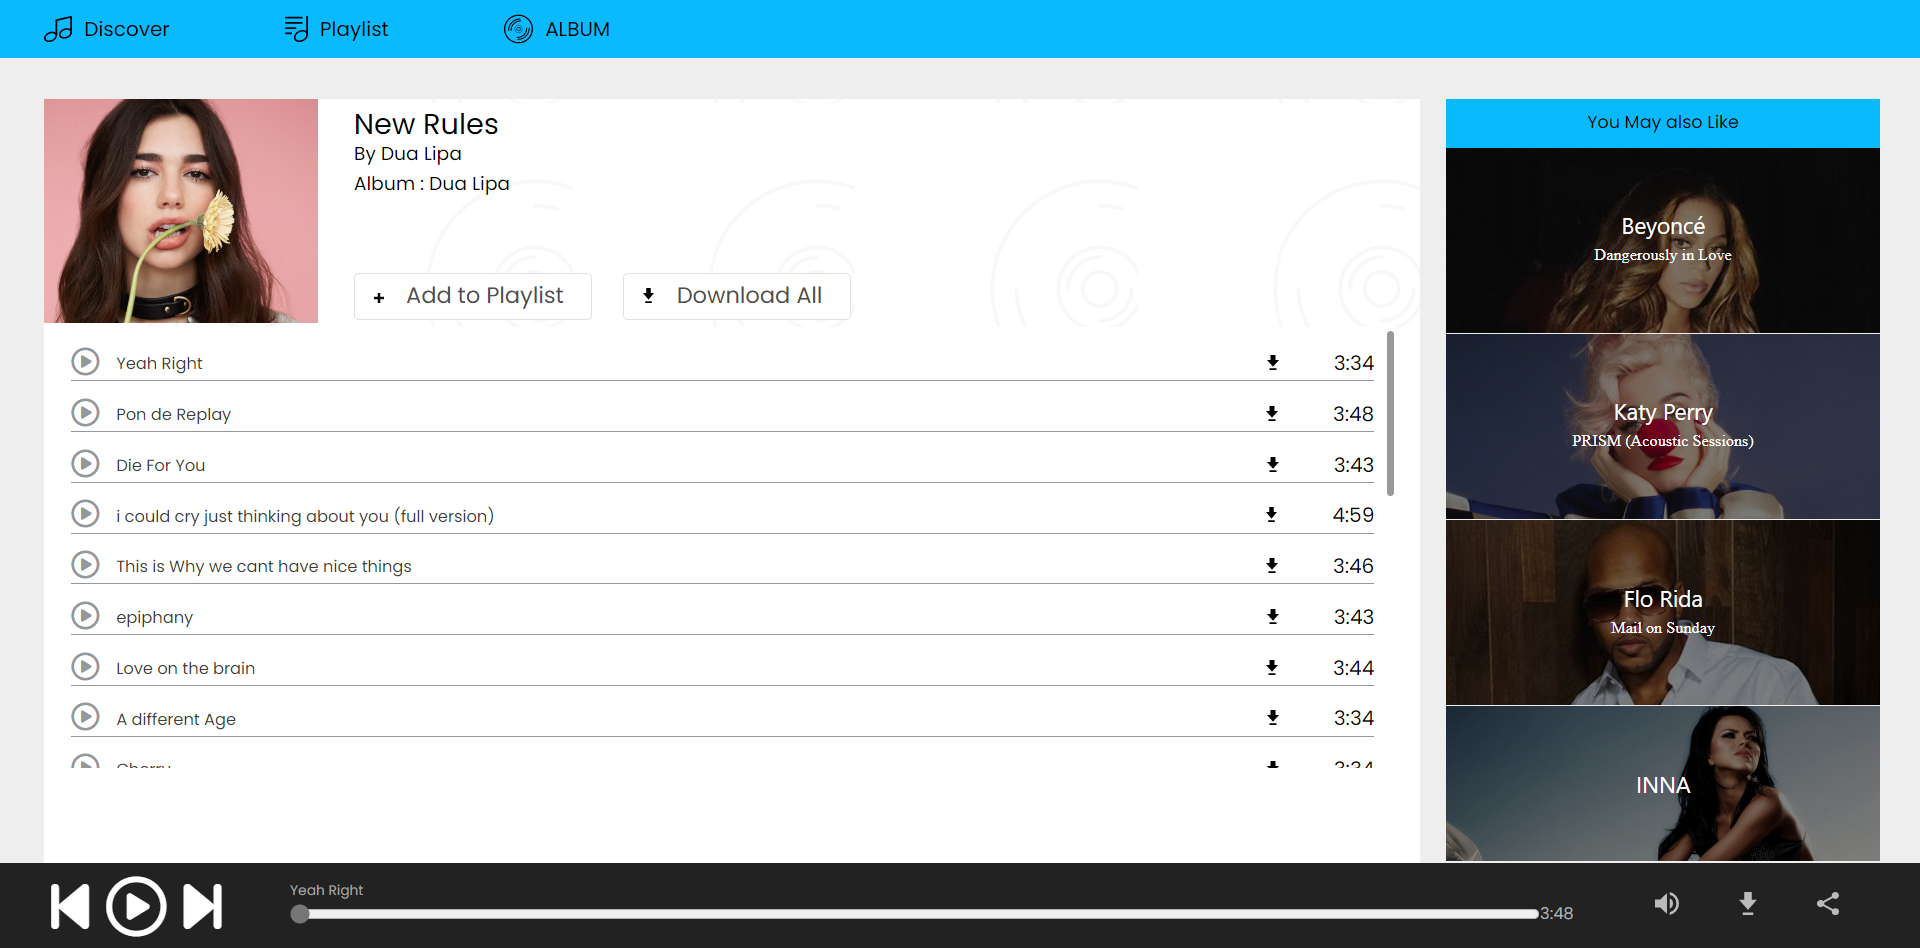 Discover
Playlist
ALBUM
New Rules
By Dua Lipa
Album : Dua Lipa
Add to Playlist
Download All
Yeah Right 3:34
Pon de Replay 3:48
Die For You 3:43
i could cry just thinking about you (full version) 4:59
This is Why we cant have nice things 3:46
epiphany 3:43
Love on the brain 3:44
A different Age 3:34
Cherry 3:34
You May also Like
Beyoncé
Dangerously in Love
Katy Perry
PRISM (Acoustic Sessions)
Flo Rida
Mail on Sunday
INNA
Yeah Right
3:48